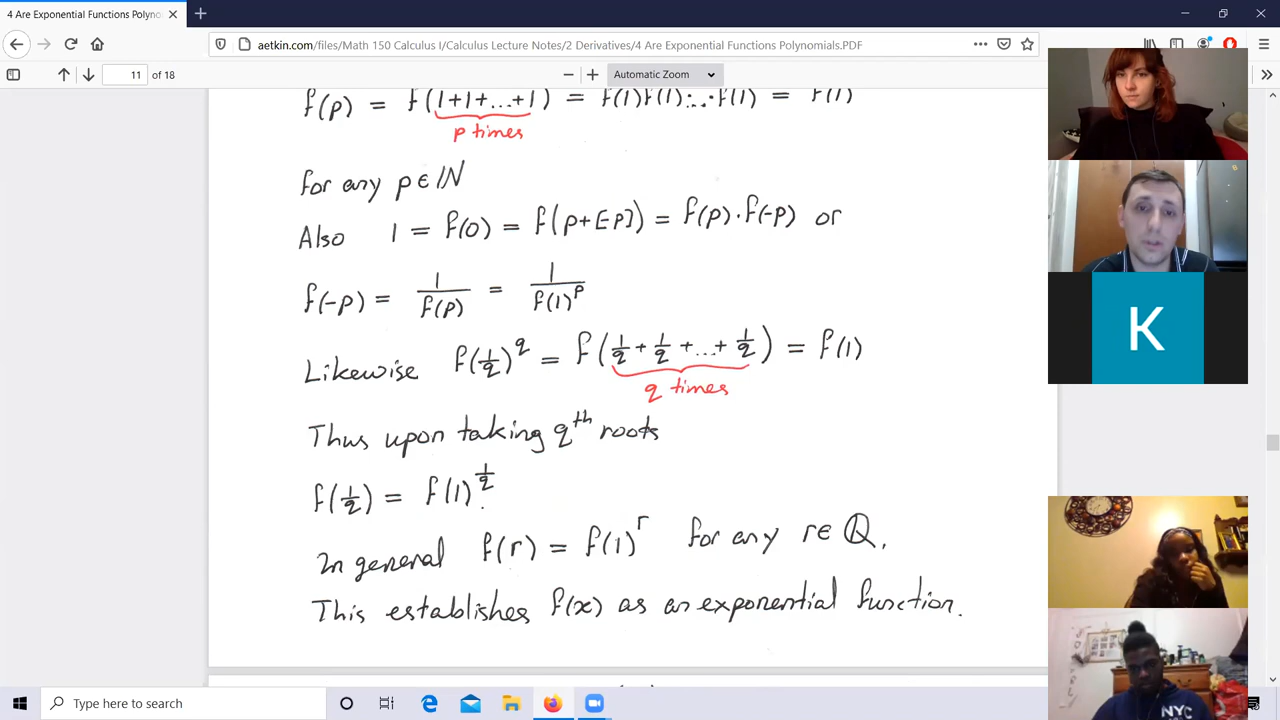 4 Are Exponential Functions Polyno
aetkin.com/files/Math 150 Calculus I/Calculus Lecture Notes/2 Derivatives/4 Are Exponential Functions Polynomials.PDF
11 of 18
Automatic Zoom
f(p) = f(1+1+...+1) = f(1)f(1)·...·f(1) = f(1)
p times
for any p∈ℕ
Also 1 = f(0) = f(p+[-p]) = f(p)·f(-p) or
f(-p) = 1/f(p) = 1/f(1)^p
Likewise f(1/q)^q = f(1/q + 1/q + ... + 1/q) = f(1)
q times
Thus upon taking q^th roots
f(1/q) = f(1)^1/q
In general f(r) = f(1)^r for any r∈ℚ.
This establishes f(x) as an exponential function.
K
NYC
Type here to search